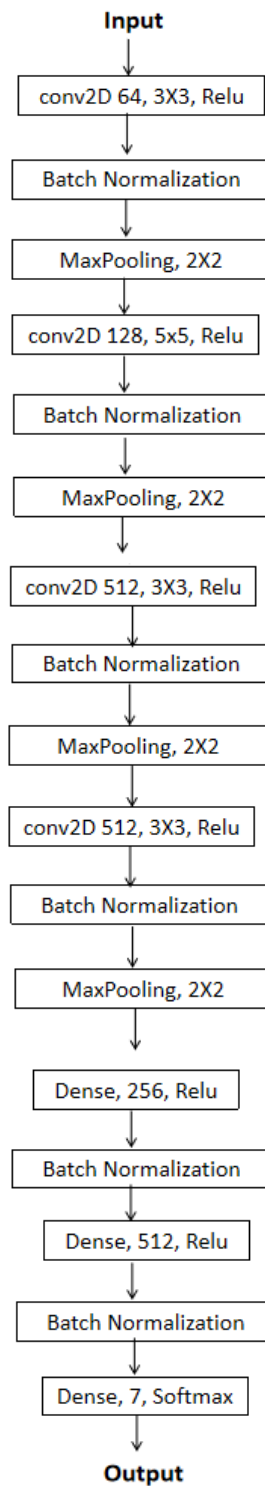 Input
conv2D 64, 3X3, Relu
Batch Normalization
MaxPooling, 2X2
conv2D 128, 5x5, Relu
Batch Normalization
MaxPooling, 2X2
conv2D 512, 3X3, Relu
Batch Normalization
MaxPooling, 2X2
conv2D 512, 3X3, Relu
Batch Normalization
MaxPooling, 2X2
Dense, 256, Relu
Batch Normalization
Dense, 512, Relu
Batch Normalization
Dense, 7, Softmax
Output